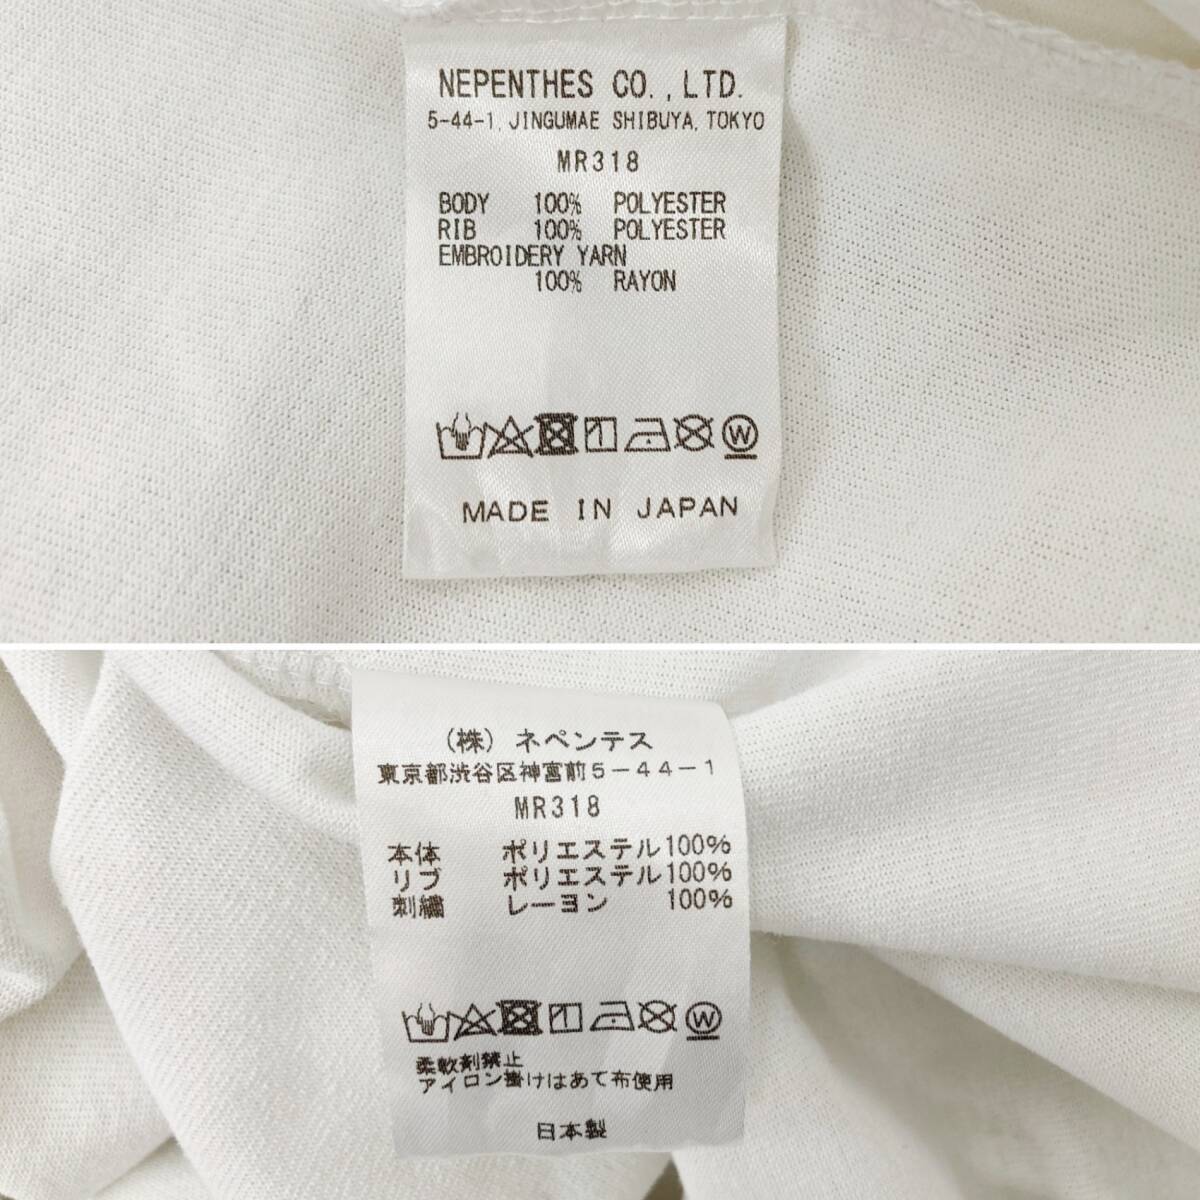 NEPENTHES CO.,LTD.
5-44-1, JINGUMAE SHIBUYA, TOKYO
MR318
BODY 100% POLYESTER
RIB 100% POLYESTER
EMBROIDERY YARN
100% RAYON
W
MADE IN JAPAN
(株) ネペンテス
東京都渋谷区神宮前5-44-1
MR318
本体 ポリエステル100%
リブ ポリエステル100%
刺繍 レーヨン 100%
W
柔軟剤禁止
アイロン掛けはあて布使用
日本製